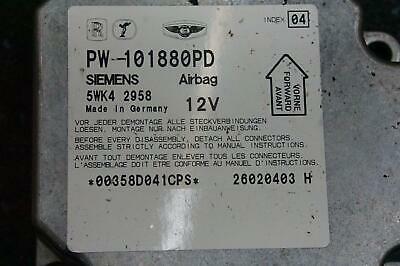 INDEX 04
PW-101880PD
SIEMENS Airbag
5WK4 2958
Made in Germany 12V
VORNE
FORWARD
AVANT
VOR JEDER DEMONTAGE ALLE STECKVERBINDUNGEN
LOESEN. MONTAGE NUR NACH EINBAUANWEISUNG.
BEFORE EVERY DISASSEMBLY, DETACH ALL CONNECTORS.
ASSEMBLE STRICTLY ACCORDING TO MANUAL INSTRUCTIONS.
AVANT TOUT DEMONTAGE ENLEVER TOUS LES CONNECTEURS.
L'ASSEMBLAGE DOIT ETRE CONFORME AU MANUEL D'INSTRUCTIONS.
*00358D041CPS* 26020403 H